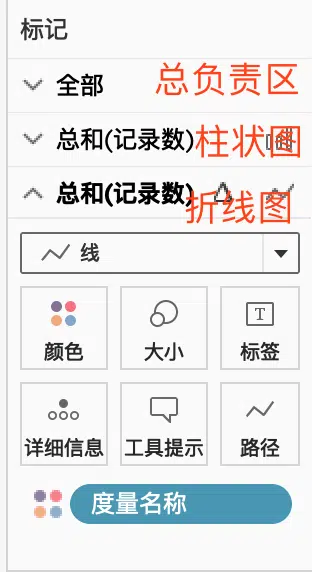 标记
全部 总负责区
总和(记录数) 柱状图
总和(记录数) 折线图
线
颜色 大小 T 标签
详细信息 工具提示 路径
度量名称